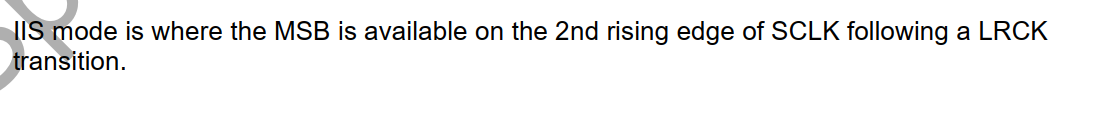 IIS mode is where the MSB is available on the 2nd rising edge of SCLK following a LRCK
transition.